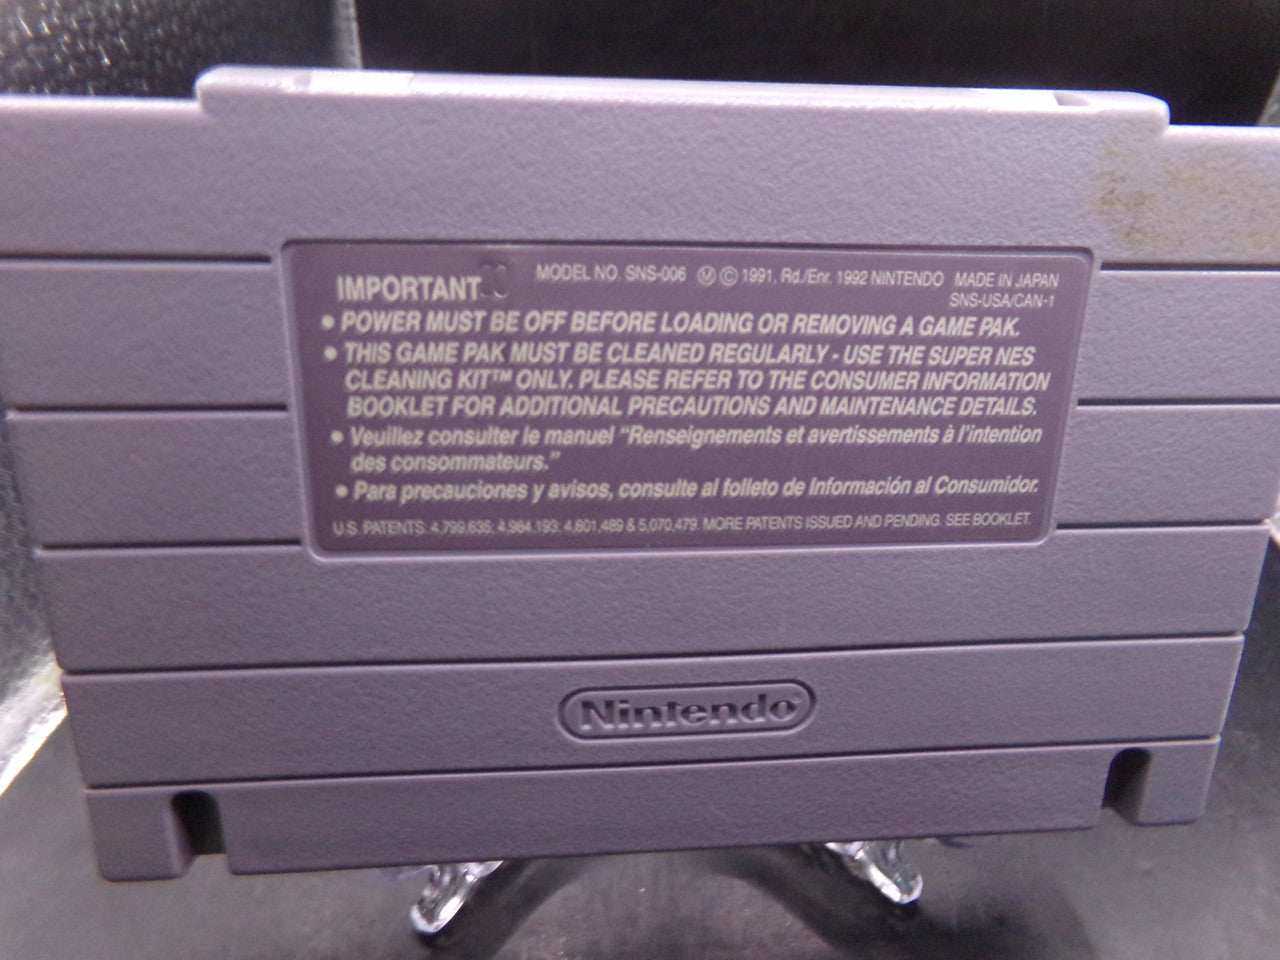 IMPORTANT
MODEL NO. SNS-006 Ⓜ © 1991, Rd./Enr. 1992 NINTENDO MADE IN JAPAN
SNS-USA/CAN-1
• POWER MUST BE OFF BEFORE LOADING OR REMOVING A GAME PAK.
• THIS GAME PAK MUST BE CLEANED REGULARLY - USE THE SUPER NES
CLEANING KIT™ ONLY. PLEASE REFER TO THE CONSUMER INFORMATION
BOOKLET FOR ADDITIONAL PRECAUTIONS AND MAINTENANCE DETAILS.
• Veuillez consulter le manuel "Renseignements et avertissements à l'intention
des consommateurs."
• Para precauciones y avisos, consulte al folleto de Información al Consumidor.
U.S. PATENTS: 4,799,635; 4,964,193; 4,801,489 & 5,070,479 MORE PATENTS ISSUED AND PENDING. SEE BOOKLET.
Nintendo